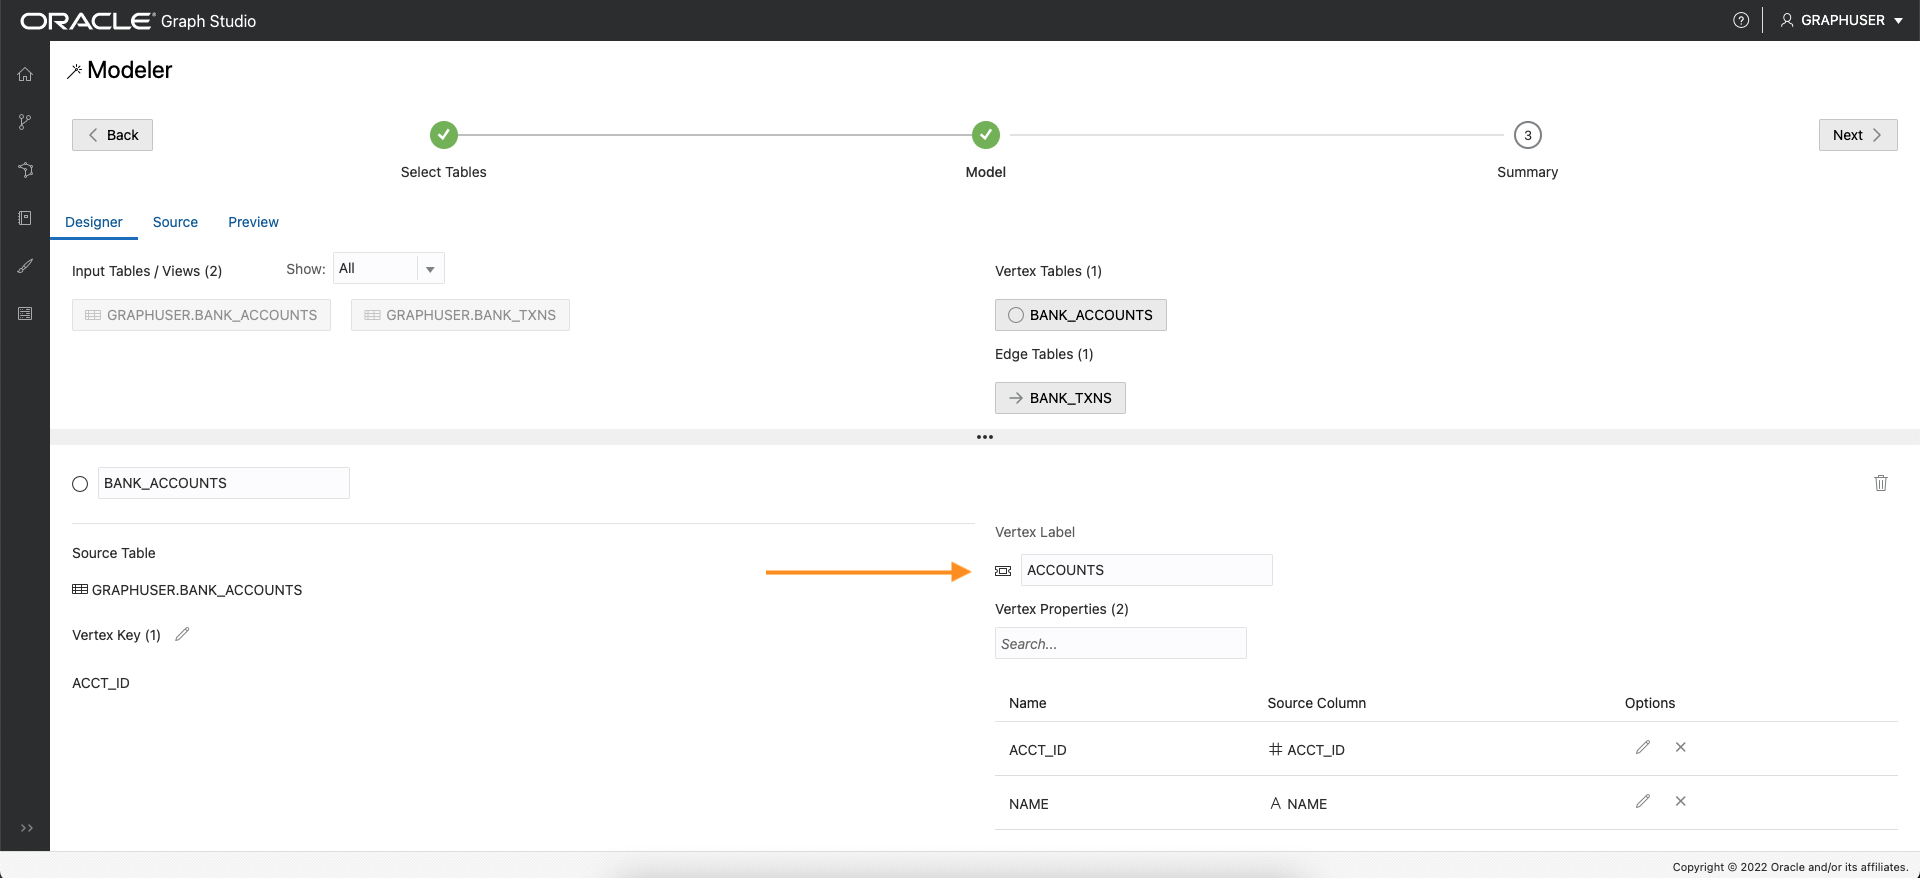 ORACLE® Graph Studio
? GRAPHUSER
Modeler
Back
3
Next
Select Tables
Model
Summary
Designer Source Preview
Input Tables / Views (2) Show: All
GRAPHUSER.BANK_ACCOUNTS GRAPHUSER.BANK_TXNS
Vertex Tables (1)
BANK_ACCOUNTS
Edge Tables (1)
BANK_TXNS
BANK_ACCOUNTS
Source Table
GRAPHUSER.BANK_ACCOUNTS
Vertex Key (1)
ACCT_ID
Vertex Label
ACCOUNTS
Vertex Properties (2)
Search...
Name Source Column Options
ACCT_ID # ACCT_ID
NAME A NAME
Copyright © 2022 Oracle and/or its affiliates.